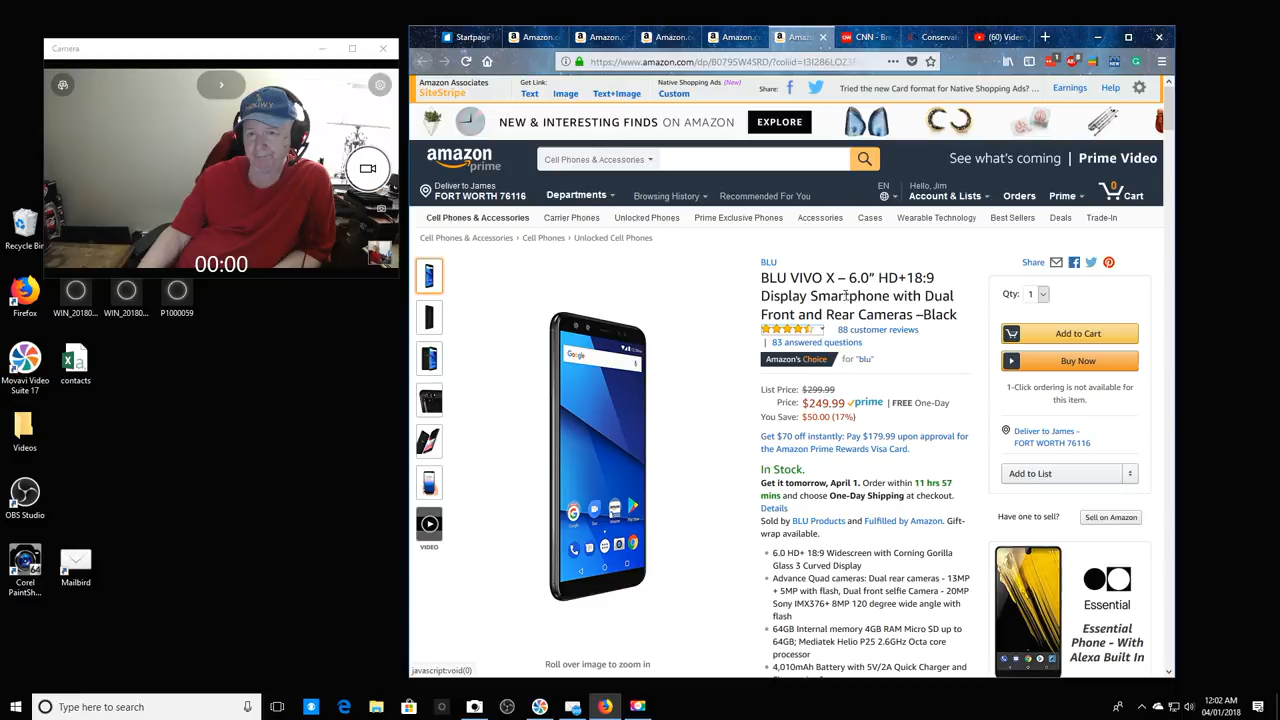 Camera
00:00
Recycle Bin
Firefox
WIN_20180...
WIN_20180...
P1000059
Movavi Video
Suite 17
contacts
Videos
OBS Studio
Corel
PaintSh...
Mailbird
Startpage
Amazon.co
Amazon.co
Amazon.co
Amazon.co
Amazon.co
CNN - Bre
Conservati
(60) Video
https://www.amazon.com/dp/B0795W4SRD/?coliid=I3I286LOZ3F
Amazon Associates
SiteStripe
Get Link:
Text
Image
Text+Image
Native Shopping Ads (New)
Custom
Share:
Tried the new Card format for Native Shopping Ads? ...
Earnings
Help
NEW & INTERESTING FINDS ON AMAZON
EXPLORE
amazon
prime
Cell Phones & Accessories
See what's coming | Prime Video
Deliver to James
FORT WORTH 76116
Departments
Browsing History
Recommended For You
EN
Hello, Jim
Account & Lists
Orders
Prime
0
Cart
Cell Phones & Accessories
Carrier Phones
Unlocked Phones
Prime Exclusive Phones
Accessories
Cases
Wearable Technology
Best Sellers
Deals
Trade-In
Cell Phones & Accessories › Cell Phones › Unlocked Cell Phones
VIDEO
Google
Roll over image to zoom in
javascript:void(0)
BLU
BLU VIVO X – 6.0” HD+18:9
Display Smartphone with Dual
Front and Rear Cameras –Black
88 customer reviews
| 83 answered questions
Amazon's Choice for "blu"
List Price: $299.99
Price: $249.99 prime | FREE One-Day
You Save: $50.00 (17%)
Get $70 off instantly: Pay $179.99 upon approval for
the Amazon Prime Rewards Visa Card.
In Stock.
Get it tomorrow, April 1. Order within 11 hrs 57
mins and choose One-Day Shipping at checkout.
Details
Sold by BLU Products and Fulfilled by Amazon. Gift-
wrap available.
6.0 HD+ 18:9 Widescreen with Corning Gorilla
Glass 3 Curved Display
Advance Quad cameras: Dual rear cameras - 13MP
+ 5MP with flash, Dual front selfie Camera - 20MP
Sony IMX376+ 8MP 120 degree wide angle with
flash
64GB Internal memory 4GB RAM Micro SD up to
64GB; Mediatek Helio P25 2.6GHz Octa core
processor
4,010mAh Battery with 5V/2A Quick Charger and
Share
Qty: 1
Add to Cart
Buy Now
1-Click ordering is not available for
this item.
Deliver to James -
FORT WORTH 76116
Add to List
Have one to sell?
Sell on Amazon
Essential
Essential
Phone - With
Alexa Built In
Type here to search
12:02 AM
04/01/2018